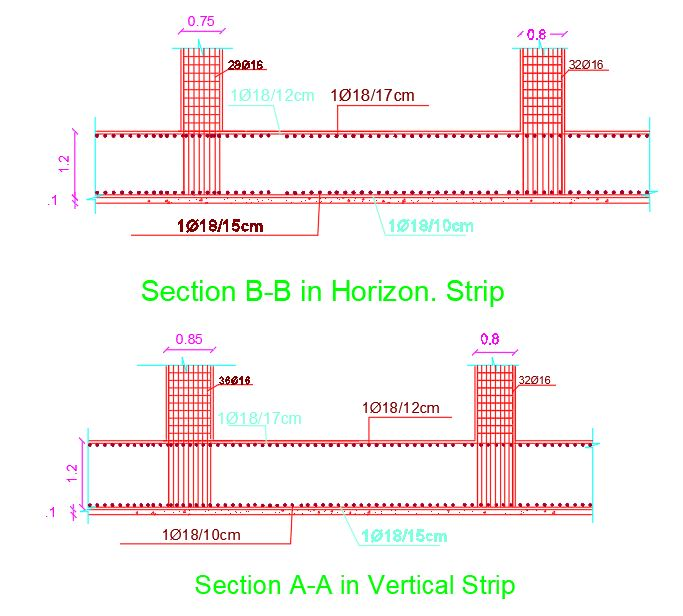 0.75
0.8
28Ø16
32Ø16
1Ø18/12cm 1Ø18/17cm
1.2
.1
1Ø18/15cm 1Ø18/10cm
Section B-B in Horizon. Strip
0.85
0.8
36Ø16
32Ø16
1Ø18/17cm 1Ø18/12cm
1.2
.1
1Ø18/10cm 1Ø18/15cm
Section A-A in Vertical Strip